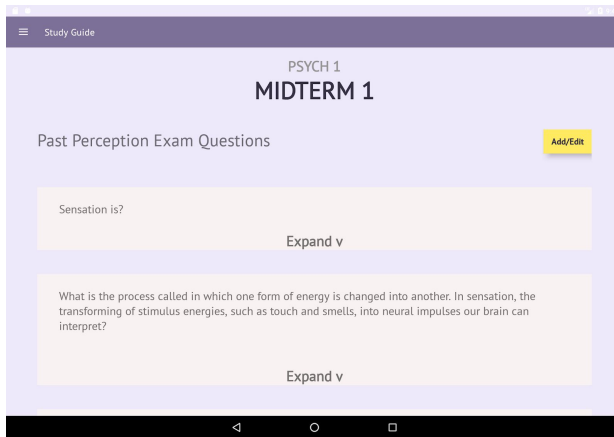 Study Guide
PSYCH 1
MIDTERM 1
Past Perception Exam Questions
Add/Edit
Sensation is?
Expand v
What is the process called in which one form of energy is changed into another. In sensation, the
transforming of stimulus energies, such as touch and smells, into neural impulses our brain can
interpret?
Expand v